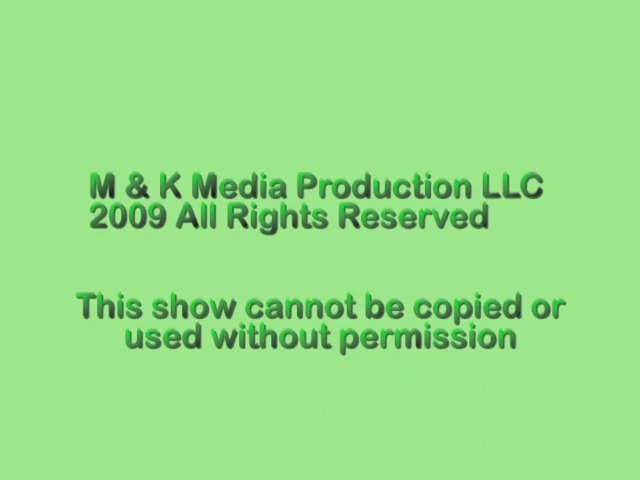 M & K Media Production LLC
2009 All Rights Reserved
This show cannot be copied or
used without permission